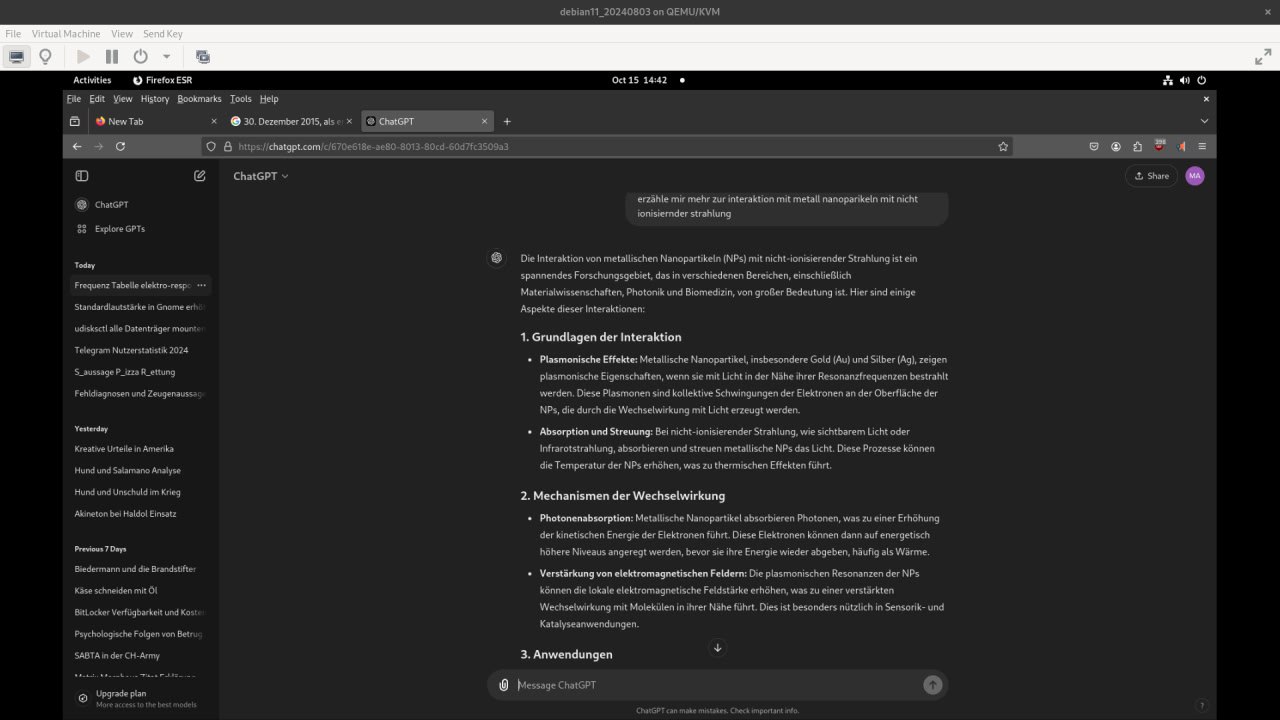 debian11_20240803 on QEMU/KVM
File Virtual Machine View Send Key
Activities Firefox ESR Oct 15 14:42
File Edit View History Bookmarks Tools Help
New Tab 30. Dezember 2015, als e ChatGPT
https://chatgpt.com/c/670e618e-ae80-8013-80cd-60d7fc3509a3
ChatGPT
Share MA
ChatGPT
Explore GPTs
Today
Frequenz Tabelle elektro-respo
Standardlautstärke in Gnome erhö
udisksctl alle Datenträger mounten
Telegram Nutzerstatistik 2024
S_aussage P_izza R_ettung
Fehldiagnosen und Zeugenaussage
Yesterday
Kreative Urteile in Amerika
Hund und Salamano Analyse
Hund und Unschuld im Krieg
Akineton bei Haldol Einsatz
Previous 7 Days
Biedermann und die Brandstifter
Käse schneiden mit Öl
BitLocker Verfügbarkeit und Koste
Psychologische Folgen von Betrug
SABTA in der CH-Army
Upgrade plan
More access to the best models
erzähle mir mehr zur interaktion mit metall nanoparikeln mit nicht
ionisiernder strahlung
Die Interaktion von metallischen Nanopartikeln (NPs) mit nicht-ionisierender Strahlung ist ein
spannendes Forschungsgebiet, das in verschiedenen Bereichen, einschließlich
Materialwissenschaften, Photonik und Biomedizin, von großer Bedeutung ist. Hier sind einige
Aspekte dieser Interaktionen:
1. Grundlagen der Interaktion
• Plasmonische Effekte: Metallische Nanopartikel, insbesondere Gold (Au) und Silber (Ag), zeigen
plasmonische Eigenschaften, wenn sie mit Licht in der Nähe ihrer Resonanzfrequenzen bestrahlt
werden. Diese Plasmonen sind kollektive Schwingungen der Elektronen an der Oberfläche der
NPs, die durch die Wechselwirkung mit Licht erzeugt werden.
• Absorption und Streuung: Bei nicht-ionisierender Strahlung, wie sichtbarem Licht oder
Infrarotstrahlung, absorbieren und streuen metallische NPs das Licht. Diese Prozesse können
die Temperatur der NPs erhöhen, was zu thermischen Effekten führt.
2. Mechanismen der Wechselwirkung
• Photonenabsorption: Metallische Nanopartikel absorbieren Photonen, was zu einer Erhöhung
der kinetischen Energie der Elektronen führt. Diese Elektronen können dann auf energetisch
höhere Niveaus angeregt werden, bevor sie ihre Energie wieder abgeben, häufig als Wärme.
• Verstärkung von elektromagnetischen Feldern: Die plasmonischen Resonanzen der NPs
können die lokale elektromagnetische Feldstärke erhöhen, was zu einer verstärkten
Wechselwirkung mit Molekülen in ihrer Nähe führt. Dies ist besonders nützlich in Sensorik- und
Katalyseanwendungen.
3. Anwendungen
Message ChatGPT
ChatGPT can make mistakes. Check important info.
?